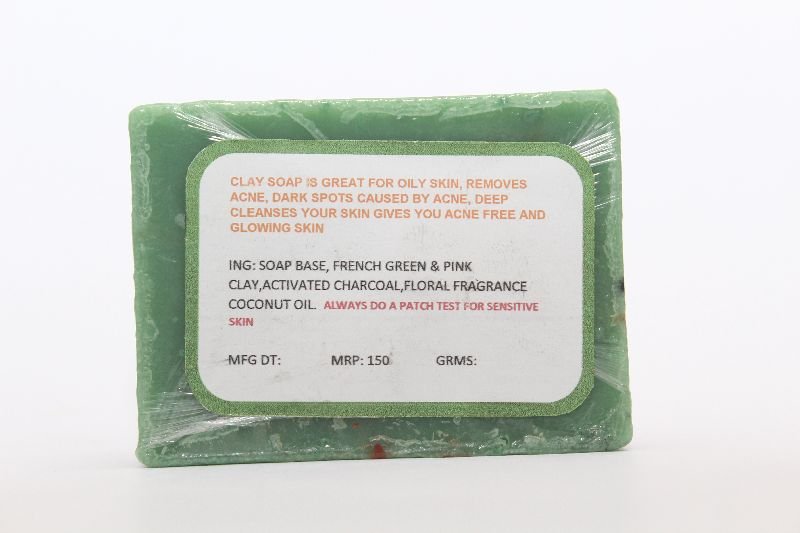 CLAY SOAP IS GREAT FOR OILY SKIN, REMOVES
ACNE, DARK SPOTS CAUSED BY ACNE, DEEP
CLEANSES YOUR SKIN GIVES YOU ACNE FREE AND
GLOWING SKIN
ING: SOAP BASE, FRENCH GREEN & PINK
CLAY,ACTIVATED CHARCOAL,FLORAL FRAGRANCE
COCONUT OIL. ALWAYS DO A PATCH TEST FOR SENSITIVE
SKIN
MFG DT: MRP: 150 GRMS: